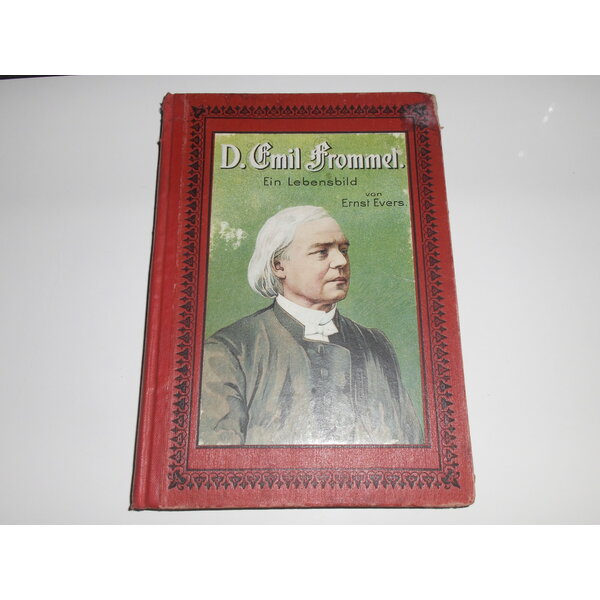 D. Emil Frommel.
Ein Lebensbild
von
Ernst Evers.